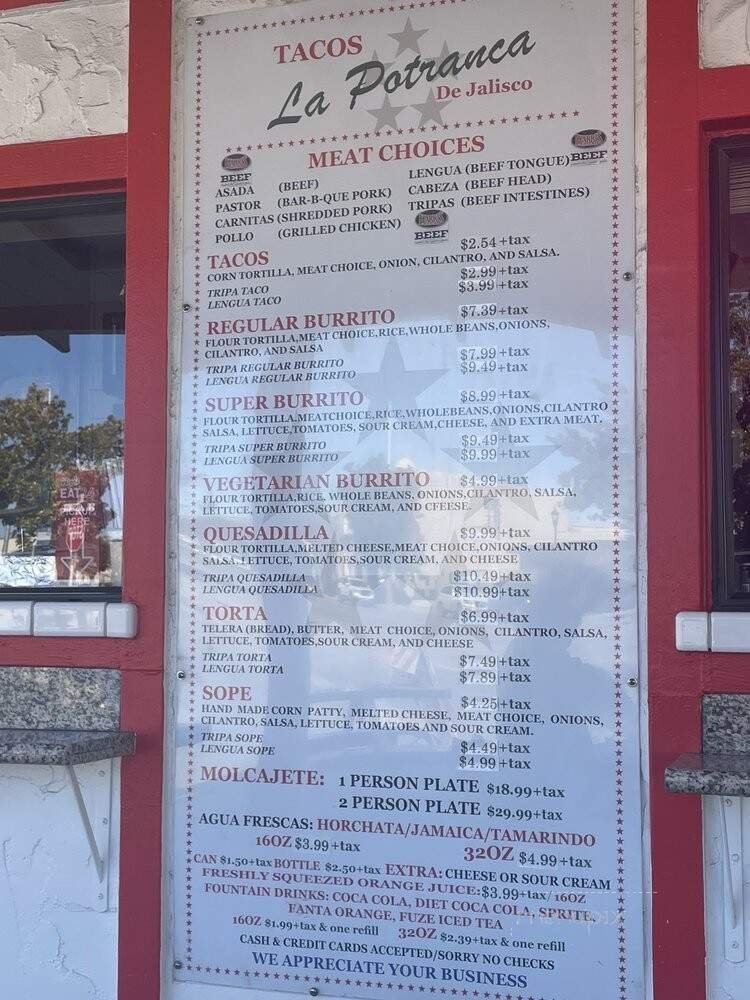 TACOS
La Potranca
De Jalisco
MEAT CHOICES
BEEF
ASADA (BEEF)
PASTOR (BAR-B-QUE PORK)
CARNITAS (SHREDDED PORK)
POLLO (GRILLED CHICKEN)
LENGUA (BEEF TONGUE) BEEF
CABEZA (BEEF HEAD)
TRIPAS (BEEF INTESTINES)
BEEF
TACOS $2.54+tax
CORN TORTILLA, MEAT CHOICE, ONION, CILANTRO, AND SALSA.
TRIPA TACO $2.99+tax
LENGUA TACO $3.99+tax
REGULAR BURRITO $7.39+tax
FLOUR TORTILLA,MEAT CHOICE,RICE,WHOLE BEANS,ONIONS,
CILANTRO, AND SALSA
TRIPA REGULAR BURRITO $7.99+tax
LENGUA REGULAR BURRITO $9.49+tax
SUPER BURRITO $8.99+tax
FLOUR TORTILLA,MEATCHOICE,RICE,WHOLEBEANS,ONIONS,CILANTRO
SALSA, LETTUCE,TOMATOES, SOUR CREAM,CHEESE, AND EXTRA MEAT.
TRIPA SUPER BURRITO $9.49+tax
LENGUA SUPER BURRITO $9.99+tax
VEGETARIAN BURRITO $4.99+tax
FLOUR TORTILLA,RICE, WHOLE BEANS, ONIONS,CILANTRO, SALSA,
LETTUCE, TOMATOES,SOUR CREAM, AND CFEESE.
QUESADILLA $9.99+tax
FLOUR TORTILLA,MELTED CHEESE,MEAT CHOICE,ONIONS, CILANTRO
SALSA, LETTUCE, TOMATOES,SOUR CREAM, AND CHEESE
TRIPA QUESADILLA $10.49+tax
LENGUA QUESADILLA $10.99+tax
TORTA $6.99+tax
TELERA (BREAD), BUTTER, MEAT CHOICE, ONIONS, CILANTRO, SALSA,
LETTUCE, TOMATOES,SOUR CREAM, AND CHEESE
TRIPA TORTA $7.49+tax
LENGUA TORTA $7.89+tax
SOPE $4.25+tax
HAND MADE CORN PATTY, MELTED CHEESE, MEAT CHOICE, ONIONS,
CILANTRO, SALSA, LETTUCE, TOMATOES AND SOUR CREAM.
TRIPA SOPE $4.49+tax
LENGUA SOPE $4.99+tax
MOLCAJETE: 1 PERSON PLATE $18.99+tax
2 PERSON PLATE $29.99+tax
AGUA FRESCAS: HORCHATA/JAMAICA/TAMARINDO
16OZ $3.99+tax 32OZ $4.99+tax
CAN $1.50+tax BOTTLE $2.50+tax EXTRA: CHEESE OR SOUR CREAM
FRESHLY SQUEEZED ORANGE JUICE:$3.99+tax/16OZ
FOUNTAIN DRINKS: COCA COLA, DIET COCA COLA, SPRITE,
FANTA ORANGE, FUZE ICED TEA
16OZ $1.99+tax & one refill 32OZ $2.39+tax & one refill
CASH & CREDIT CARDS ACCEPTED/SORRY NO CHECKS
WE APPRECIATE YOUR BUSINESS
EAT
HERE